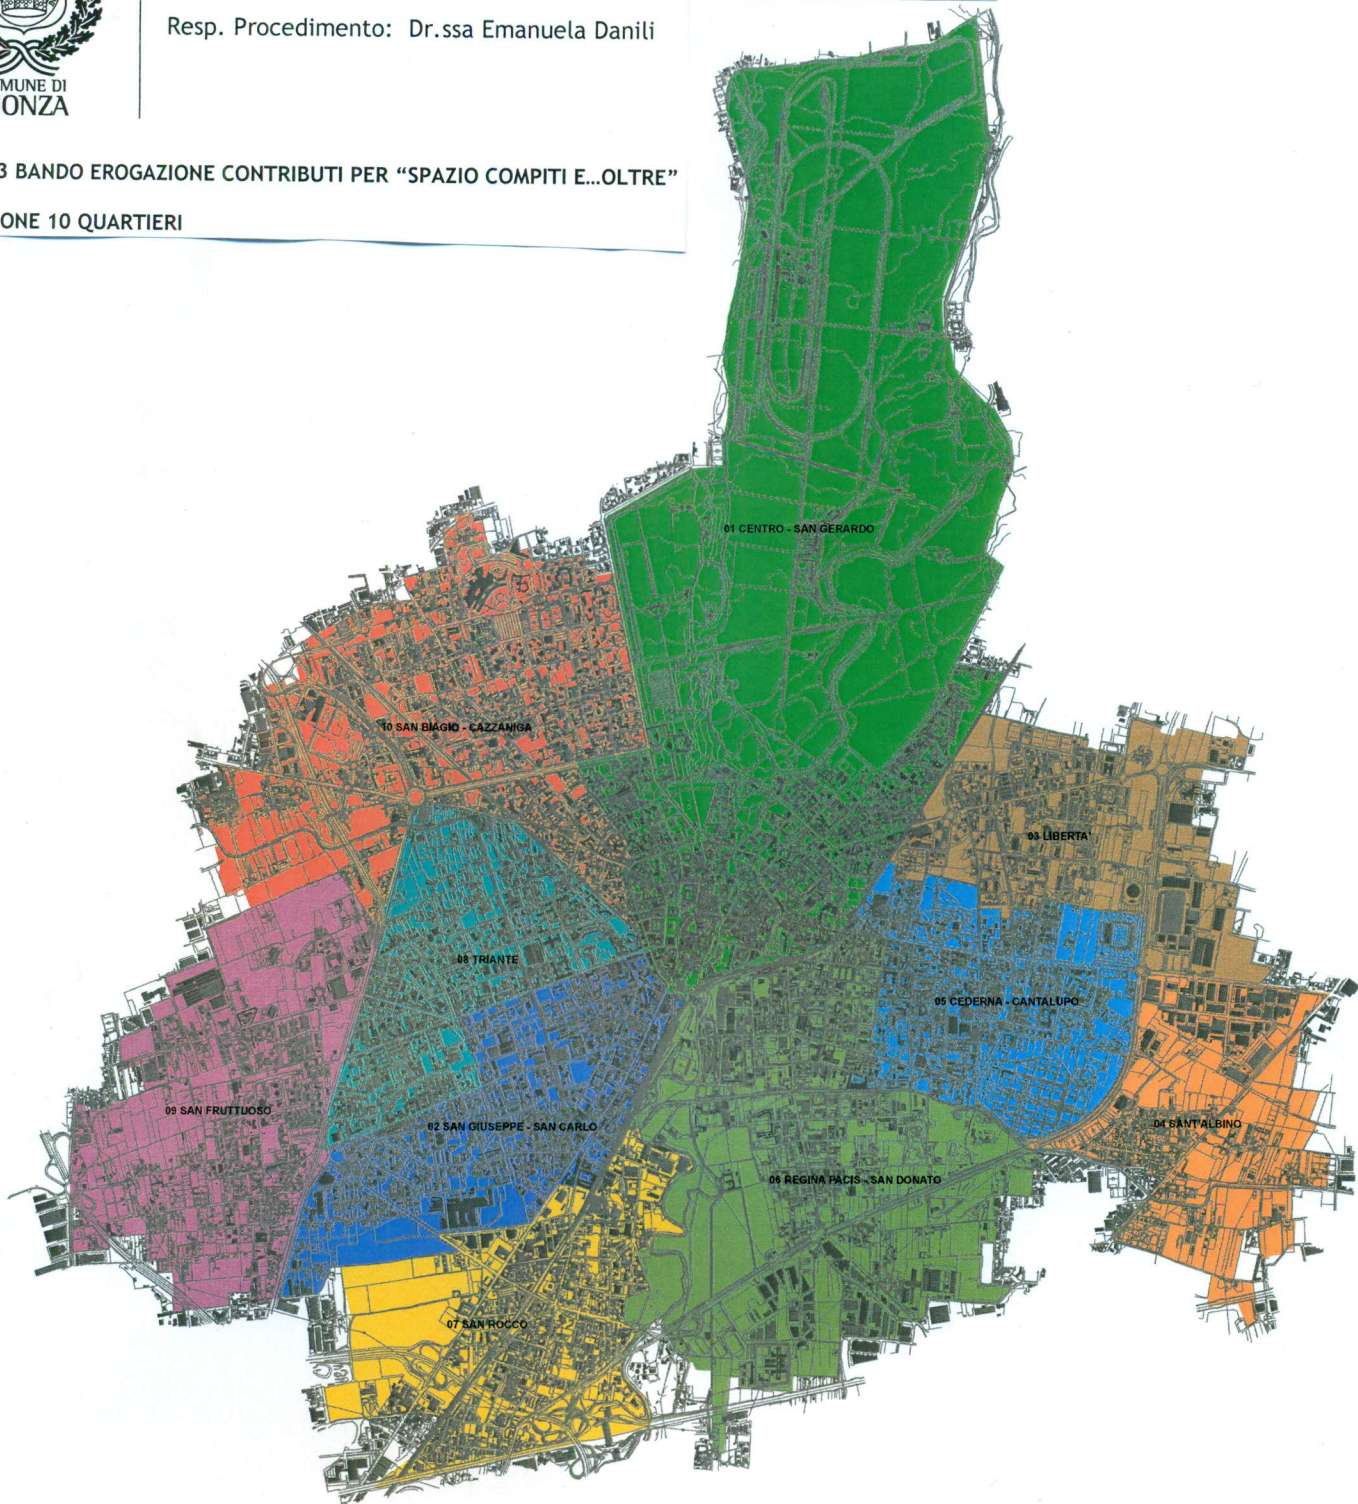 Resp. Procedimento: Dr.ssa Emanuela Danili
MUNE DI
ONZA
3 BANDO EROGAZIONE CONTRIBUTI PER “SPAZIO COMPITI E...OLTRE”
ONE 10 QUARTIERI
01 CENTRO - SAN GERARDO
10 SAN BIAGIO - CAZZANIGA
03 LIBERTA'
08 TRIANTE
05 CEDERNA - CANTALUPO
09 SAN FRUTTUOSO
02 SAN GIUSEPPE - SAN CARLO
04 SANT'ALBINO
06 REGINA PACIS - SAN DONATO
07 SAN ROCCO